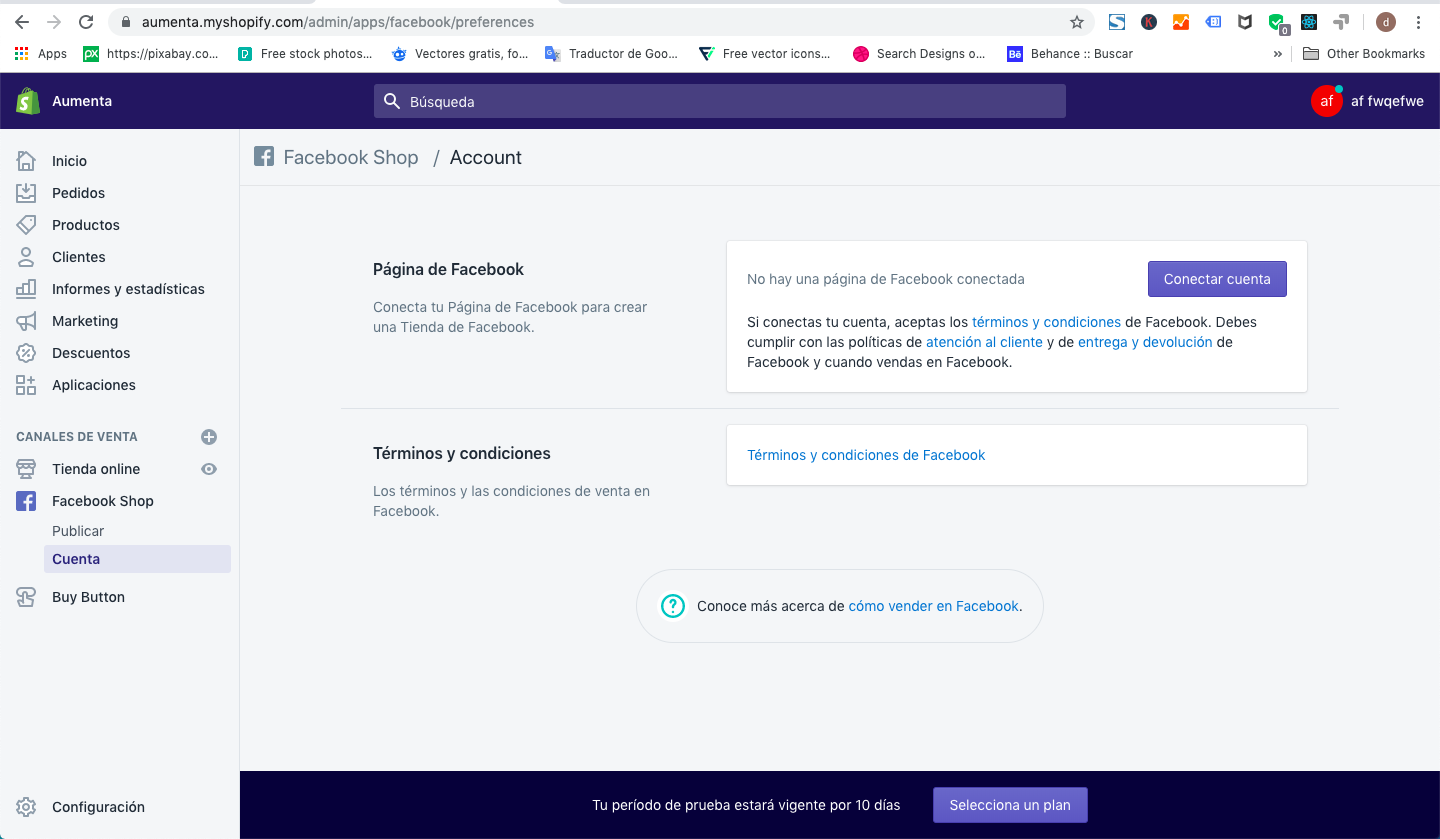 aumenta.myshopify.com/admin/apps/facebook/preferences
d
Apps
px
https://pixabay.co...
Free stock photos...
Vectores gratis, fo...
Traductor de Goo...
Free vector icons...
Search Designs o...
Bē
Behance :: Buscar
»
Other Bookmarks
0
Aumenta
Búsqueda
af
af fwqefwe
Inicio
Pedidos
Productos
Clientes
Informes y estadísticas
Marketing
Descuentos
Aplicaciones
CANALES DE VENTA
Tienda online
Facebook Shop
Publicar
Cuenta
Buy Button
Configuración
Facebook Shop / Account
Página de Facebook
Conecta tu Página de Facebook para crear
una Tienda de Facebook.
No hay una página de Facebook conectada
Conectar cuenta
Si conectas tu cuenta, aceptas los términos y condiciones de Facebook. Debes
cumplir con las políticas de atención al cliente y de entrega y devolución de
Facebook y cuando vendas en Facebook.
Términos y condiciones
Los términos y las condiciones de venta en
Facebook.
Términos y condiciones de Facebook
Conoce más acerca de cómo vender en Facebook.
Tu período de prueba estará vigente por 10 días
Selecciona un plan